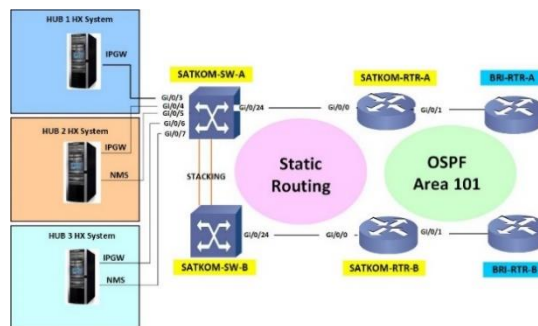 HUB 1 HX System
IPGW
HUB 2 HX System
IPGW
NMS
HUB 3 HX System
IPGW
NMS
SATKOM-SW-A
Gi/0/3
Gi/0/4
Gi/0/5
Gi/0/6
Gi/0/7
Gi/0/24
STACKING
Gi/0/24
SATKOM-SW-B
Static
Routing
SATKOM-RTR-A
Gi/0/0
Gi/0/1
BRI-RTR-A
OSPF
Area 101
Gi/0/0
Gi/0/1
SATKOM-RTR-B
BRI-RTR-B